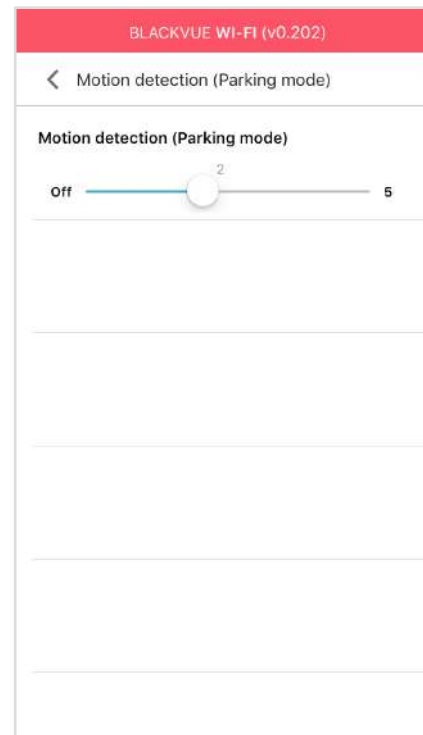 BLACKVUE WI-FI (v0.202)
Motion detection (Parking mode)
Motion detection (Parking mode)
2
Off 5